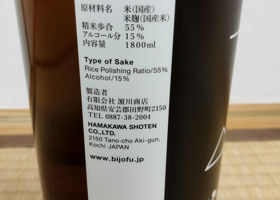 原材料名 米(国産)
米麹(国産米)
精米歩合 55%
アルコール分 15%
内容量 1800ml
Type of Sake
Rice Polishing Ratio/55%
Alcohol/15%
製造者
有限会社 濵川商店
高知県安芸郡田野町2150
TEL 0887-38-2004
HAMAKAWA SHOTEN
CO.,LTD.
2150 Tano-cho Aki-gun,
Kochi JAPAN
www.bijofu.jp